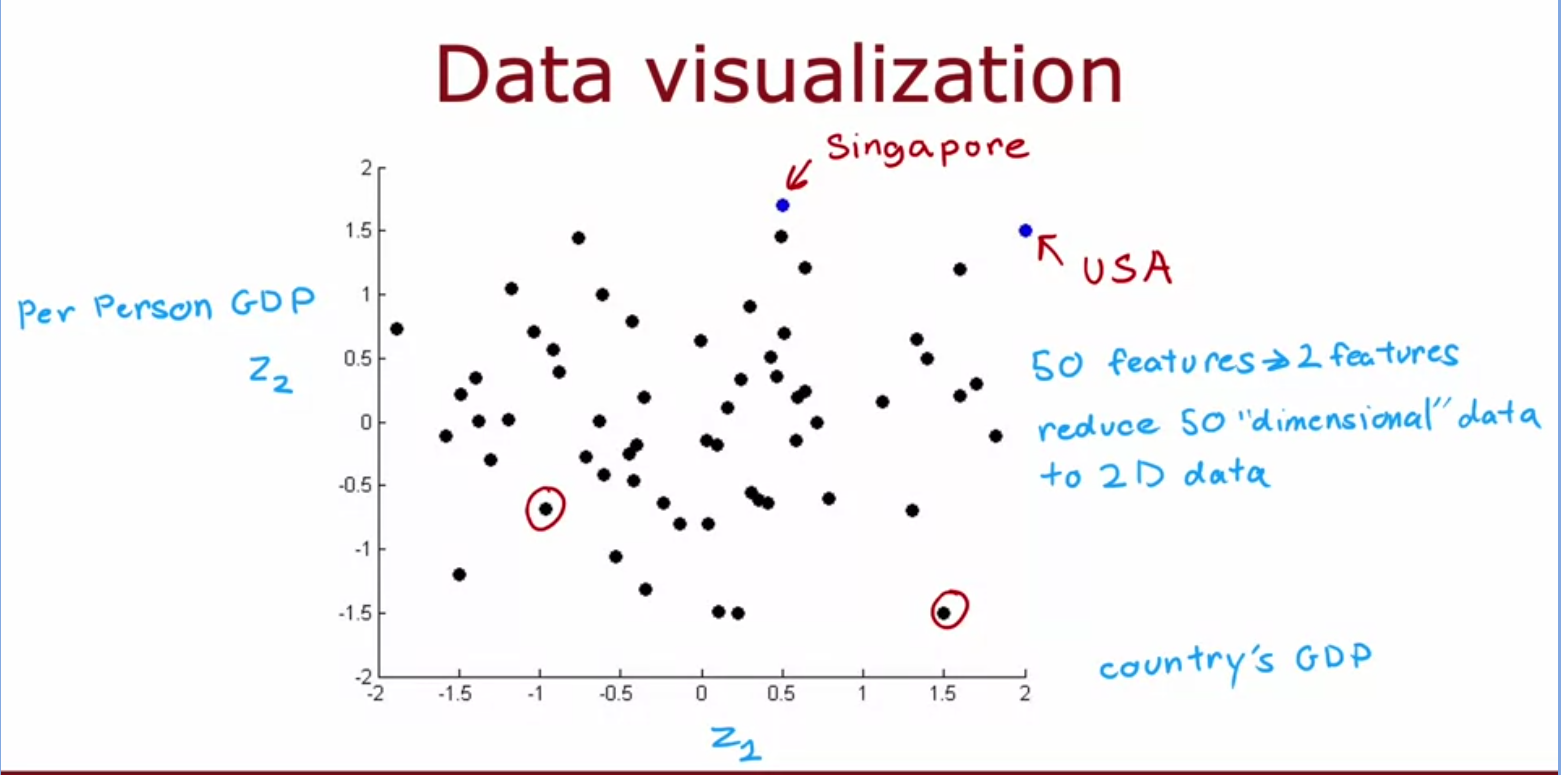 Data visualization
Singapore
USA
Per Person GDP
Z2
50 features → 2 features
reduce 50 "dimensional" data
to 2D data
country's GDP
2
1.5
1
0.5
0
-0.5
-1
-1.5
-2
-2 -1.5 -1 -0.5 0 0.5 1 1.5 2
Z1